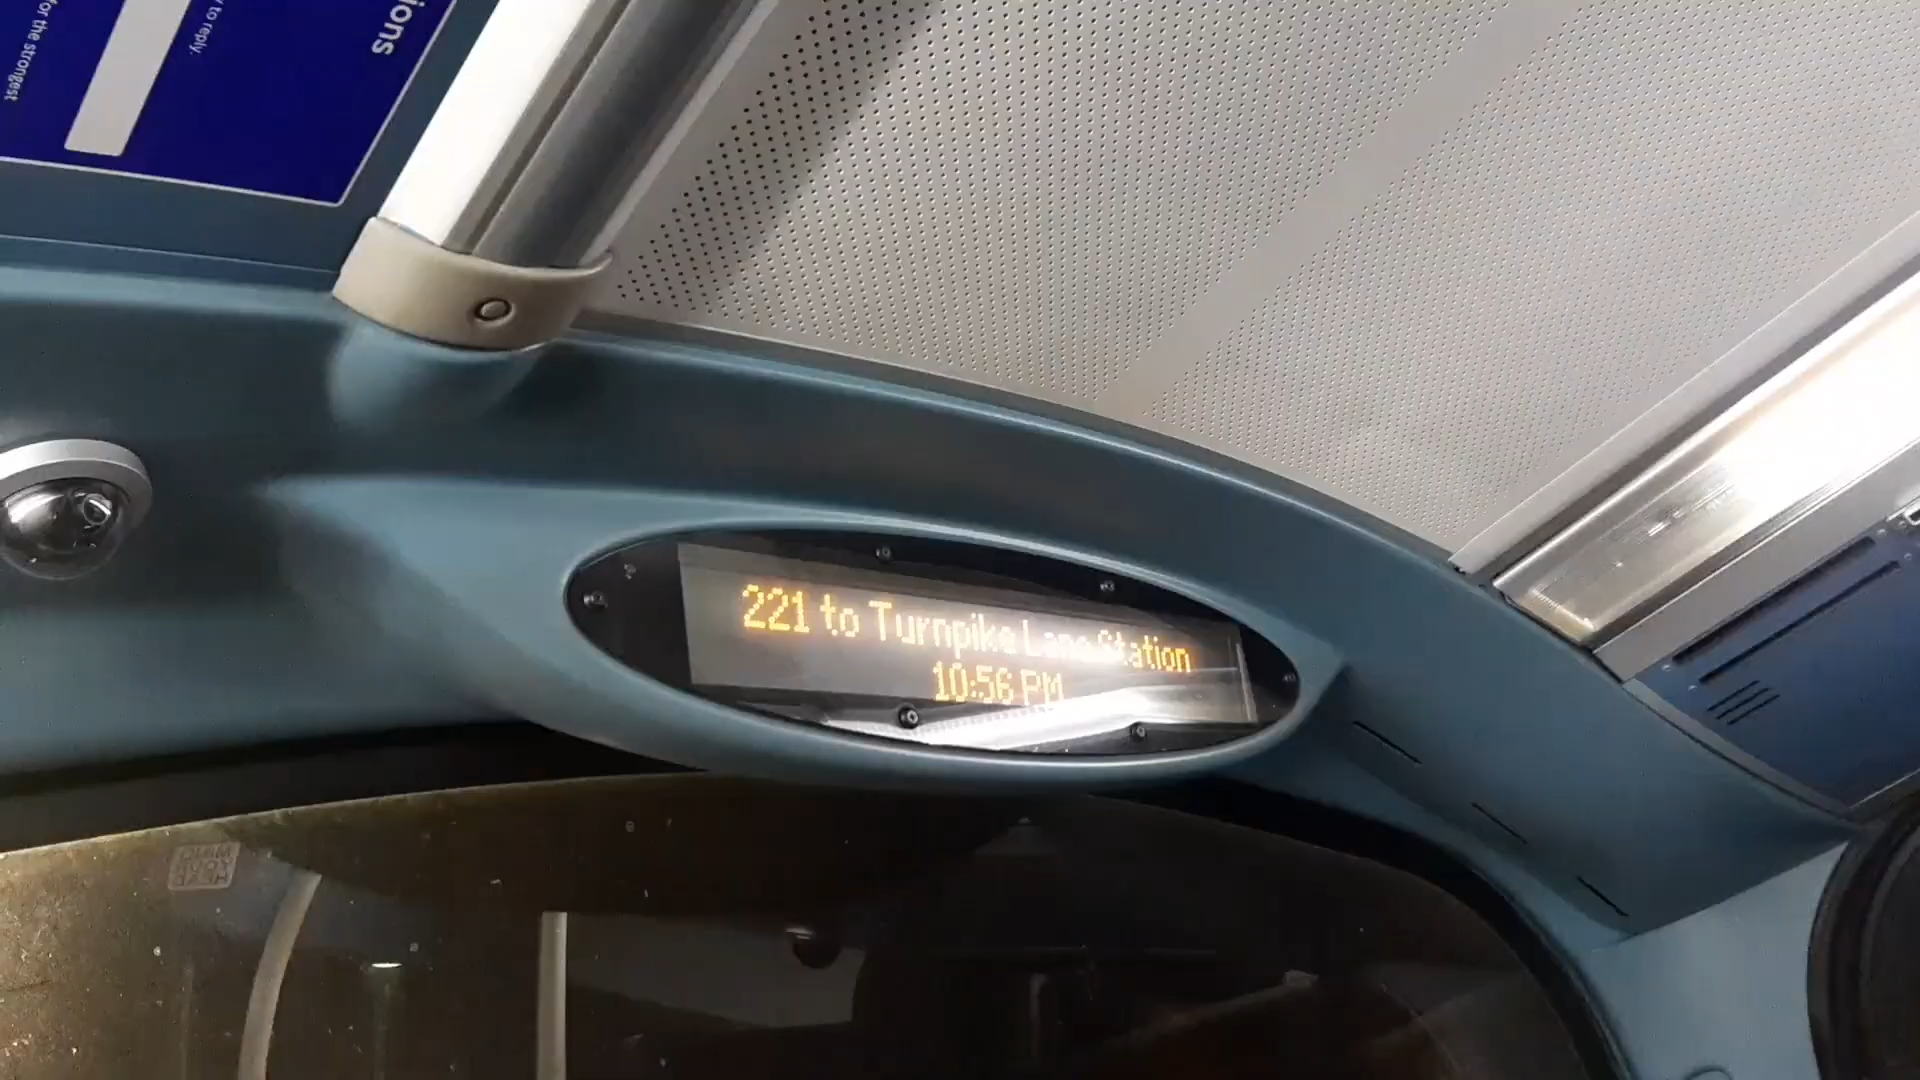 ions
to reply.
for the strongest
221 to Turnpike Lane Station
10:56 PM